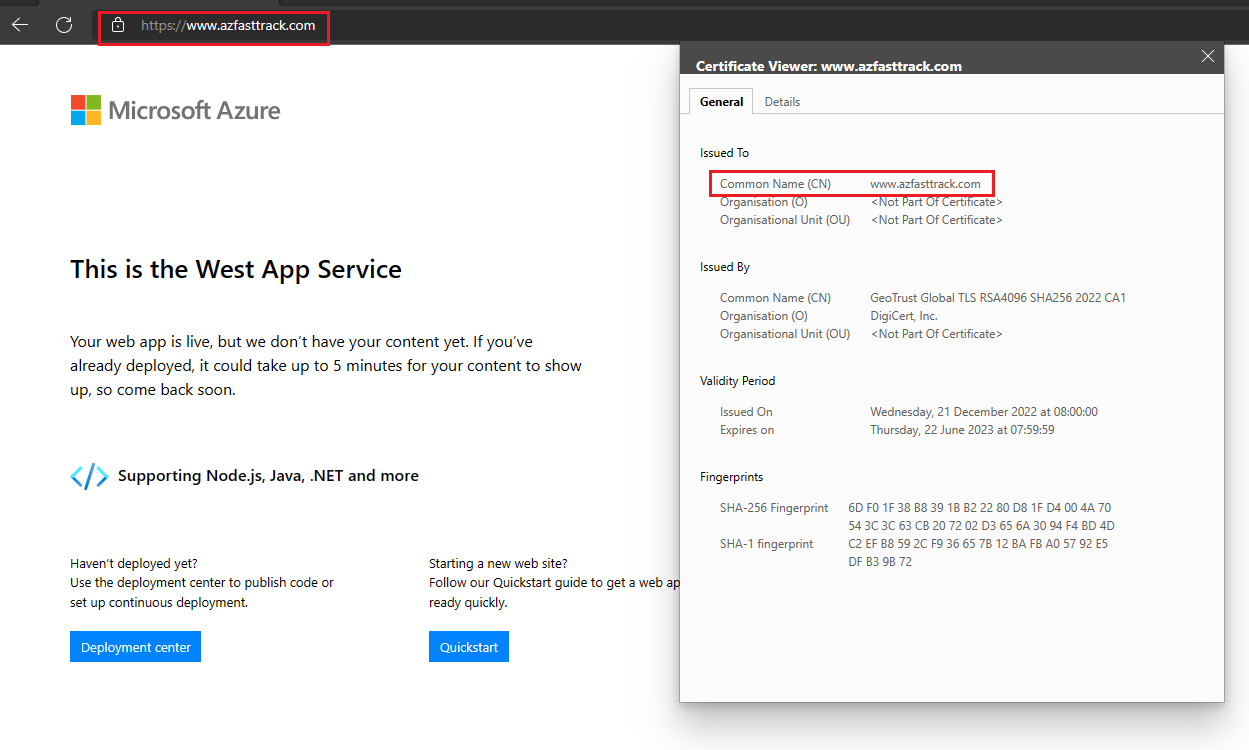 https://www.azfasttrack.com
Microsoft Azure
This is the West App Service
Your web app is live, but we don't have your content yet. If you've
already deployed, it could take up to 5 minutes for your content to show
up, so come back soon.
Supporting Node.js, Java, .NET and more
Haven't deployed yet?
Use the deployment center to publish code or
set up continuous deployment.
Deployment center
Starting a new web site?
Follow our Quickstart guide to get a web ap
ready quickly.
Quickstart
Certificate Viewer: www.azfasttrack.com
General Details
Issued To
Common Name (CN) www.azfasttrack.com
Organisation (O) <Not Part Of Certificate>
Organisational Unit (OU) <Not Part Of Certificate>
Issued By
Common Name (CN) GeoTrust Global TLS RSA4096 SHA256 2022 CA1
Organisation (O) DigiCert, Inc.
Organisational Unit (OU) <Not Part Of Certificate>
Validity Period
Issued On Wednesday, 21 December 2022 at 08:00:00
Expires on Thursday, 22 June 2023 at 07:59:59
Fingerprints
SHA-256 Fingerprint 6D F0 1F 38 B8 39 1B B2 22 80 D8 1F D4 00 4A 70
54 3C 3C 63 CB 20 72 02 D3 65 6A 30 94 F4 BD 4D
SHA-1 fingerprint C2 EF B8 59 2C F9 36 65 7B 12 BA FB A0 57 92 E5
DF B3 9B 72